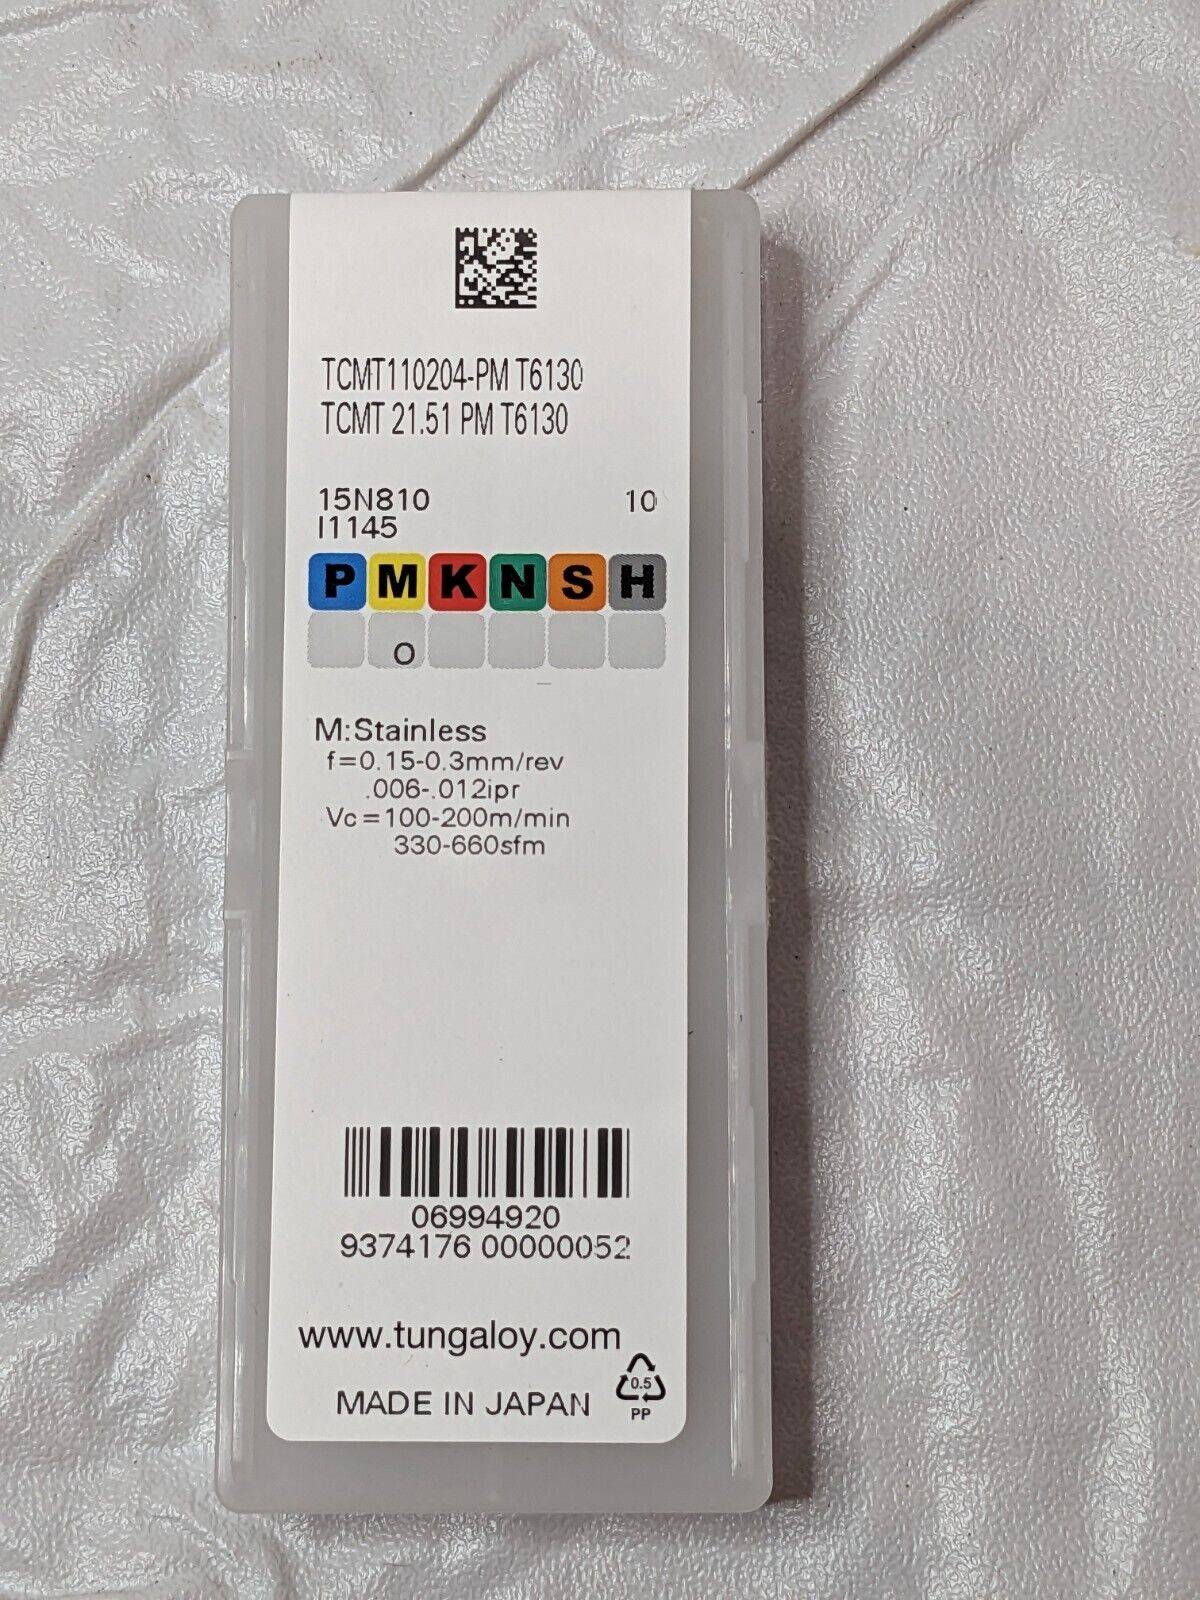 TCMT110204-PM T6130
TCMT 21.51 PM T6130
15N810 10
I1145
P M K N S H
O
M:Stainless
f=0.15-0.3mm/rev
.006-.012ipr
Vc=100-200m/min
330-660sfm
06994920
9374176 00000052
www.tungaloy.com
MADE IN JAPAN
0.5
PP